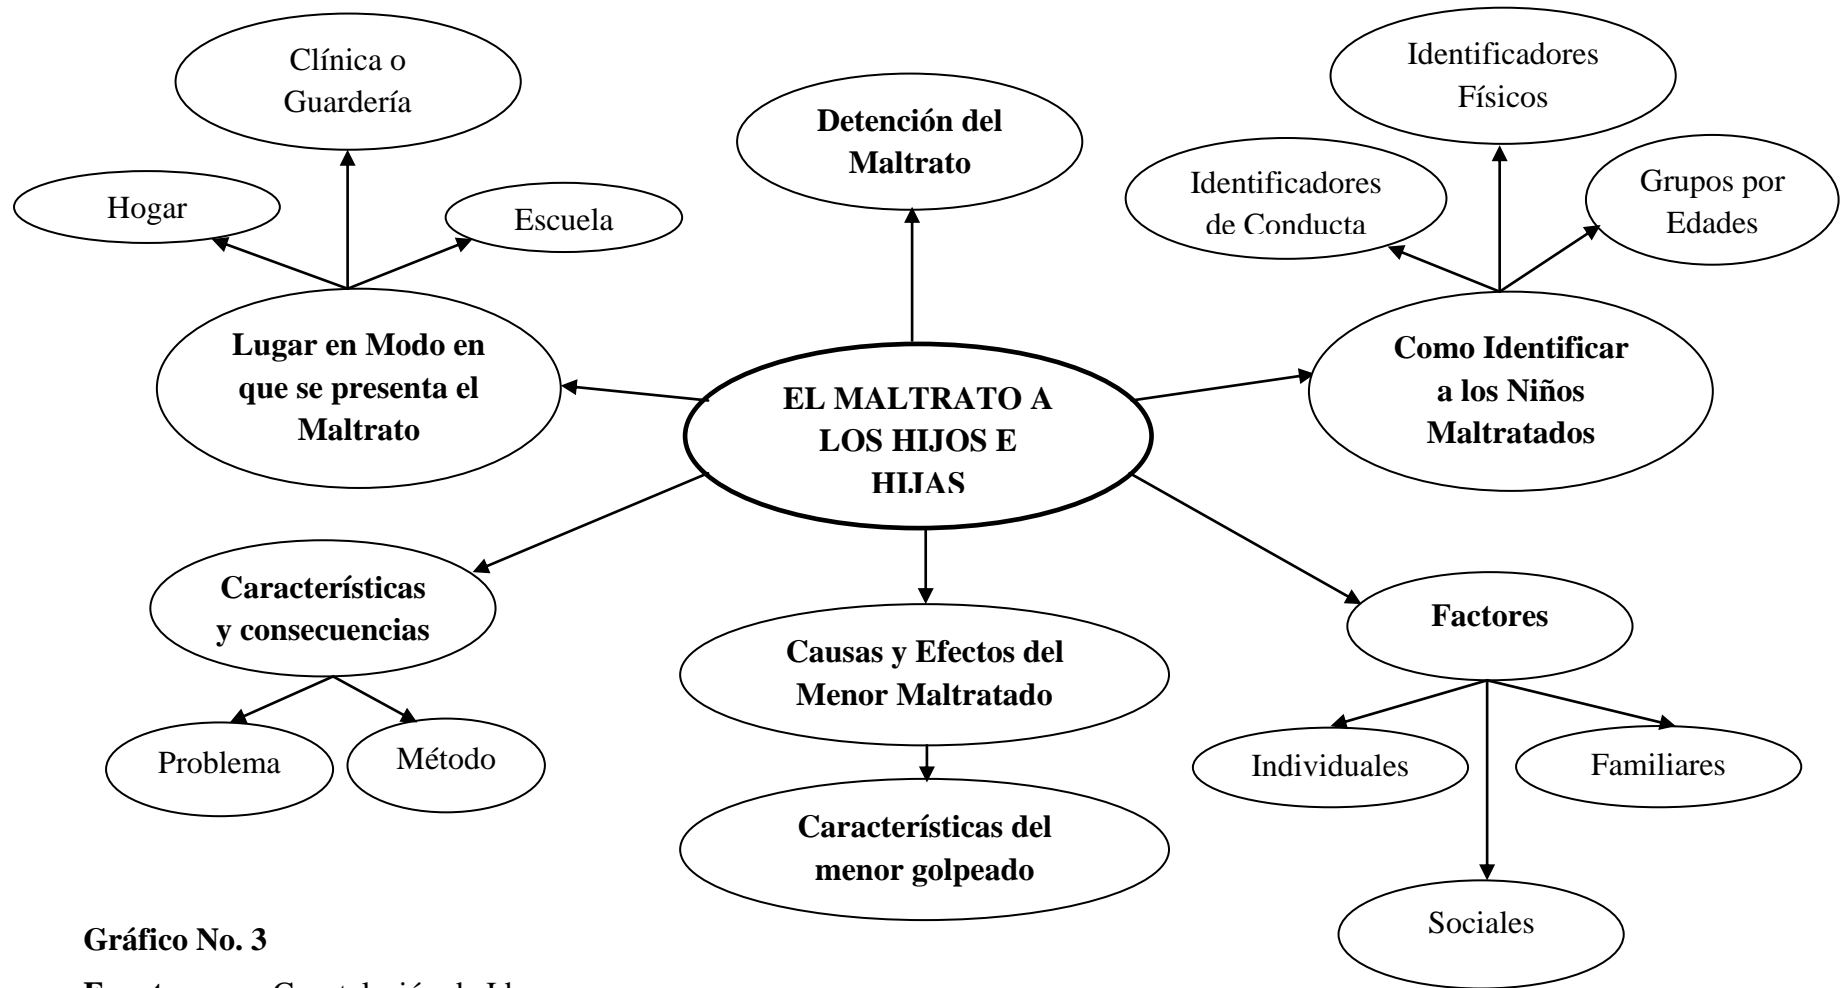 Clínica o
Guardería
Identificadores
Físicos
Detención del
Maltrato
Hogar
Escuela
Identificadores
de Conducta
Grupos por
Edades
Lugar en Modo en
que se presenta el
Maltrato
EL MALTRATO A
LOS HIJOS E
HIJAS
Como Identificar
a los Niños
Maltratados
Características
y consecuencias
Causas y Efectos del
Menor Maltratado
Factores
Problema
Método
Individuales
Familiares
Características del
menor golpeado
Sociales
Gráfico No. 3